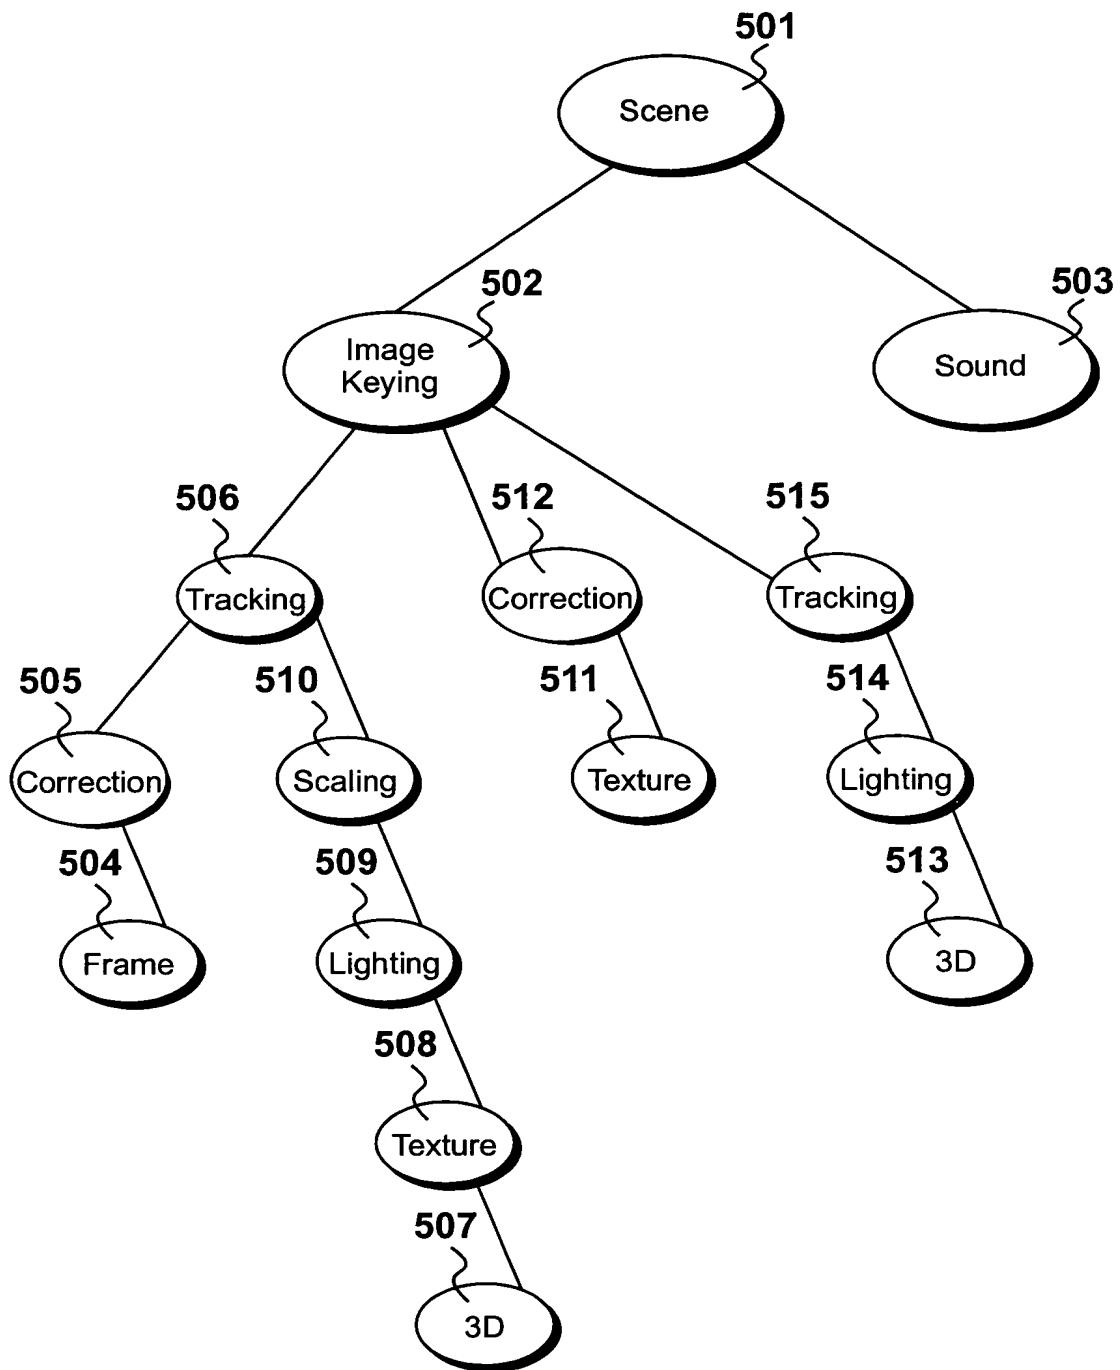 501
Scene
502
503
Image
Keying
Sound
506
512
515
Tracking
Correction
Tracking
505
510
511
514
Correction
Scaling
Texture
Lighting
504
509
513
Frame
Lighting
3D
508
Texture
507
3D